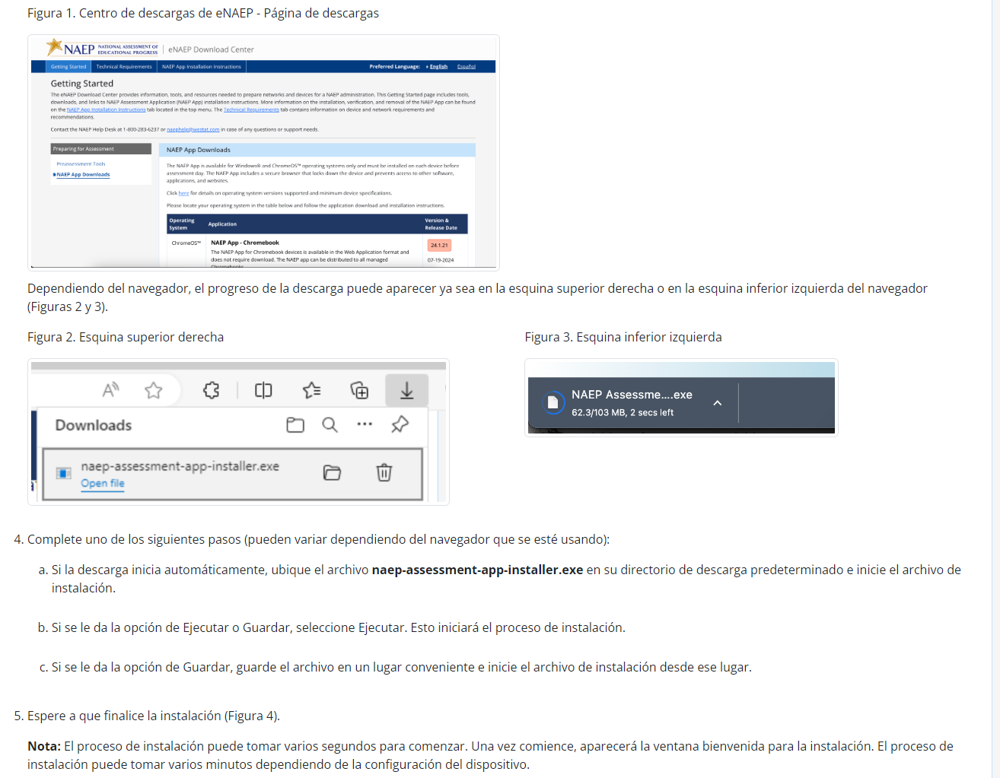 Figura 1. Centro de descargas de eNAEP - Página de descargas
NAEP NATIONAL ASSESSMENT OF EDUCATIONAL PROGRESS | eNAEP Download Center
Getting Started Technical Requirements NAEP App Installation Instructions Preferred Language: English Español
Getting Started
The eNAEP Download Center provides information, tools, and resources needed to prepare networks and devices for a NAEP administration. This Getting Started page includes tools,
downloads, and links to NAEP Assessment Application (NAEP App) installation instructions. More information on the installation, verification, and removal of the NAEP App can be found
on the NAEP App Installation Instructions tab located in the top menu. The Technical Requirements tab contains information on device and network requirements and
recommendations.
Contact the NAEP Help Desk at 1-800-283-6237 or naephelp@westat.com in case of any questions or support needs.
Preparing for Assessment
Preassessment Tools
NAEP App Downloads
NAEP App Downloads
The NAEP App is available for Windows® and ChromeOS™ operating systems only and must be installed on each device before
assessment day. The NAEP App includes a secure browser that locks down the device and prevents access to other software,
applications, and websites.
Click here for details on operating system versions supported and minimum device specifications.
Please locate your operating system in the table below and follow the application download and installation instructions.
Operating System Application Version & Release Date
ChromeOS™ NAEP App - Chromebook 24.1.21
The NAEP App for Chromebook devices is available in the Web Application format and
does not require download. The NAEP app can be distributed to all managed 07-19-2024
Chromebooks
Dependiendo del navegador, el progreso de la descarga puede aparecer ya sea en la esquina superior derecha o en la esquina inferior izquierda del navegador
(Figuras 2 y 3).
Figura 2. Esquina superior derecha
Downloads
naep-assessment-app-installer.exe
Open file
Figura 3. Esquina inferior izquierda
NAEP Assessme....exe
62.3/103 MB, 2 secs left
4. Complete uno de los siguientes pasos (pueden variar dependiendo del navegador que se esté usando):
a. Si la descarga inicia automáticamente, ubique el archivo naep-assessment-app-installer.exe en su directorio de descarga predeterminado e inicie el archivo de
instalación.
b. Si se le da la opción de Ejecutar o Guardar, seleccione Ejecutar. Esto iniciará el proceso de instalación.
c. Si se le da la opción de Guardar, guarde el archivo en un lugar conveniente e inicie el archivo de instalación desde ese lugar.
5. Espere a que finalice la instalación (Figura 4).
Nota: El proceso de instalación puede tomar varios segundos para comenzar. Una vez comience, aparecerá la ventana bienvenida para la instalación. El proceso de
instalación puede tomar varios minutos dependiendo de la configuración del dispositivo.